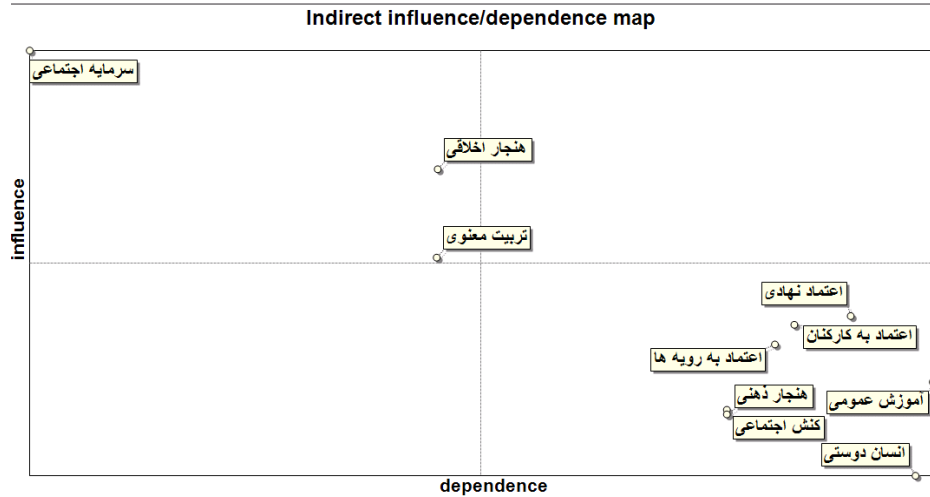 Indirect influence/dependence map
سرمایه اجتماعی
هنجار اخلاقی
influence
تربیت معنوی
اعتماد نهادی
اعتماد به کارکنان
اعتماد به رویه ها
هنجار ذهنی
آموزش عمومی
کنش اجتماعی
انسان دوستی
dependence